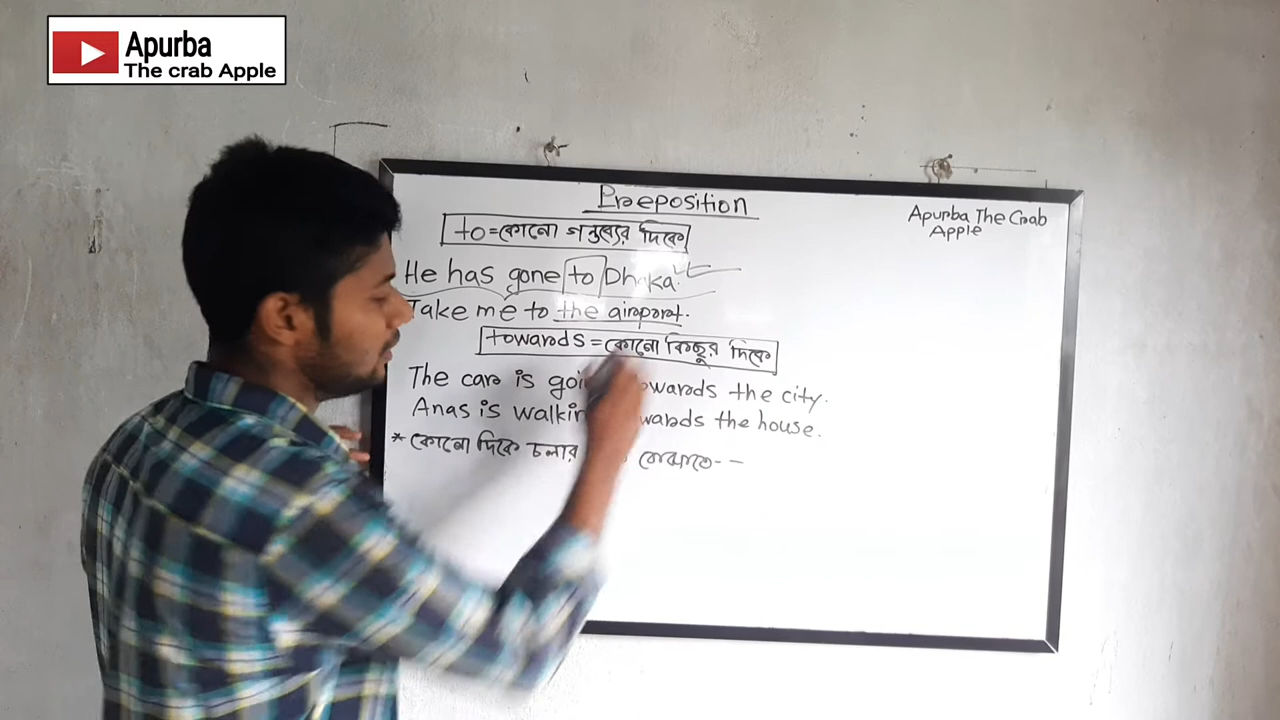 Apurba
The crab Apple
Preposition
Apurba The Crab
Apple
to=কোনো গন্তব্যের দিকে
He has gone to Dhaka.
Take me to the airport.
towards=কোনো কিছুর দিকে
The car is goi towards the city.
Anas is walkin wards the house.
* কোনো দিকে চলার বোঝাতে--